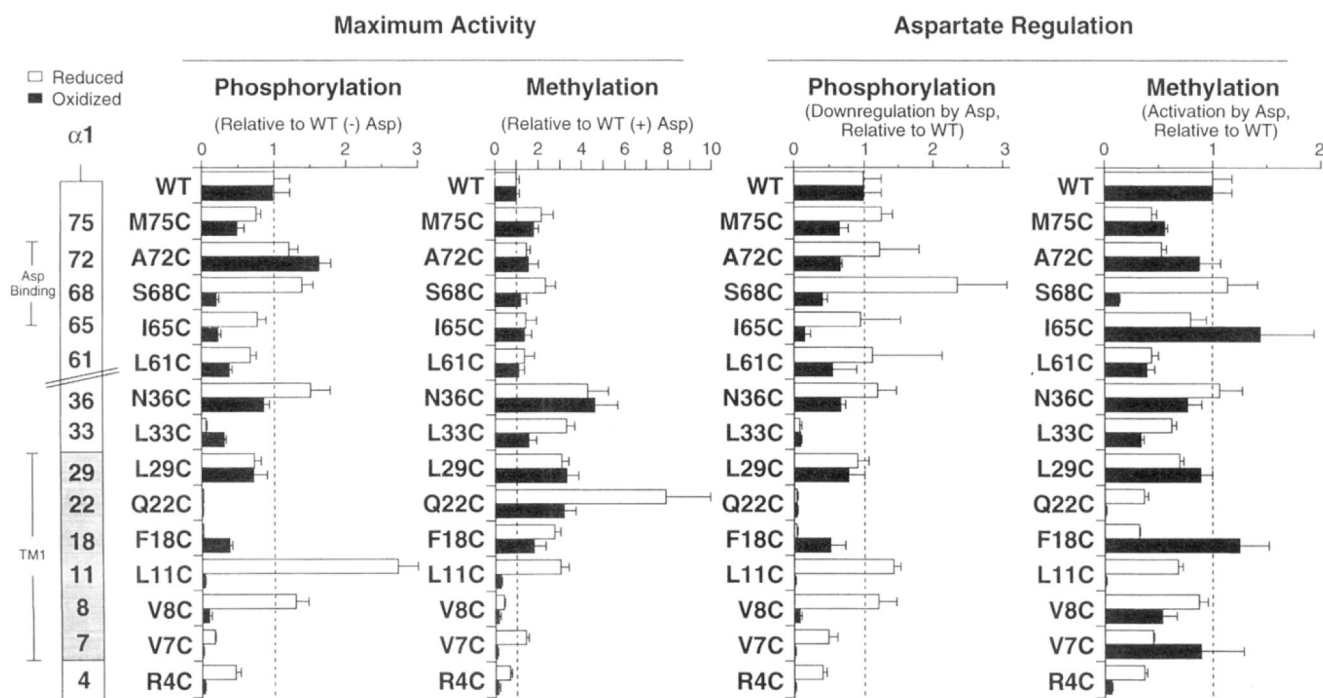 Maximum Activity
Aspartate Regulation
Reduced
Oxidized
α1
Phosphorylation
(Relative to WT (-) Asp)
Methylation
(Relative to WT (+) Asp)
Phosphorylation
(Downregulation by Asp,
Relative to WT)
Methylation
(Activation by Asp,
Relative to WT)
0 1 2 3
0 2 4 6 8 10
0 1 2 3
0 1 2
WT WT WT WT
75 M75C M75C M75C M75C
72 A72C A72C A72C A72C
Asp
Binding
68 S68C S68C S68C S68C
65 I65C I65C I65C I65C
61 L61C L61C L61C L61C
36 N36C N36C N36C N36C
33 L33C L33C L33C L33C
29 L29C L29C L29C L29C
22 Q22C Q22C Q22C Q22C
TM1
18 F18C F18C F18C F18C
11 L11C L11C L11C L11C
8 V8C V8C V8C V8C
7 V7C V7C V7C V7C
4 R4C R4C R4C R4C